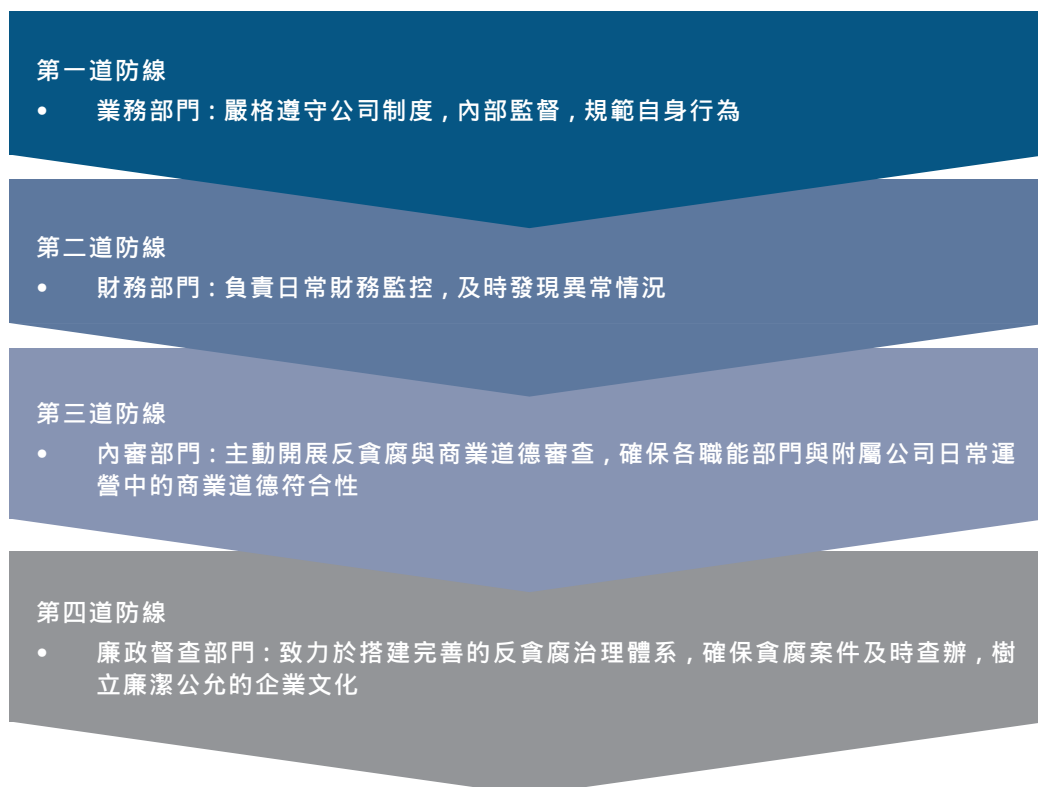 第一道防線
• 業務部門：嚴格遵守公司制度，內部監督，規範自身行為
第二道防線
• 財務部門：負責日常財務監控，及時發現異常情況
第三道防線
• 內審部門：主動開展反貪腐與商業道德審查，確保各職能部門與附屬公司日常運
營中的商業道德符合性
第四道防線
• 廉政督查部門：致力於搭建完善的反貪腐治理體系，確保貪腐案件及時查辦，樹
立廉潔公允的企業文化